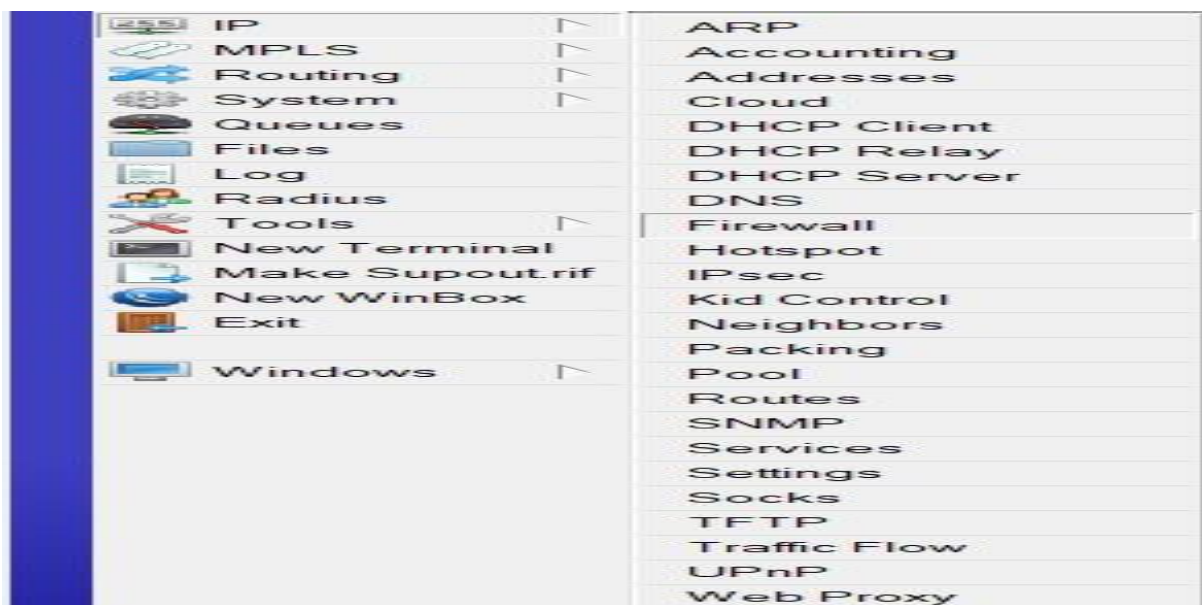 IP
MPLS
Routing
System
Queues
Files
Log
Radius
Tools
New Terminal
Make Supout.rif
New WinBox
Exit
Windows
ARP
Accounting
Addresses
Cloud
DHCP Client
DHCP Relay
DHCP Server
DNS
Firewall
Hotspot
IPsec
Kid Control
Neighbors
Packing
Pool
Routes
SNMP
Services
Settings
Socks
TFTP
Traffic Flow
UPnP
Web Proxy